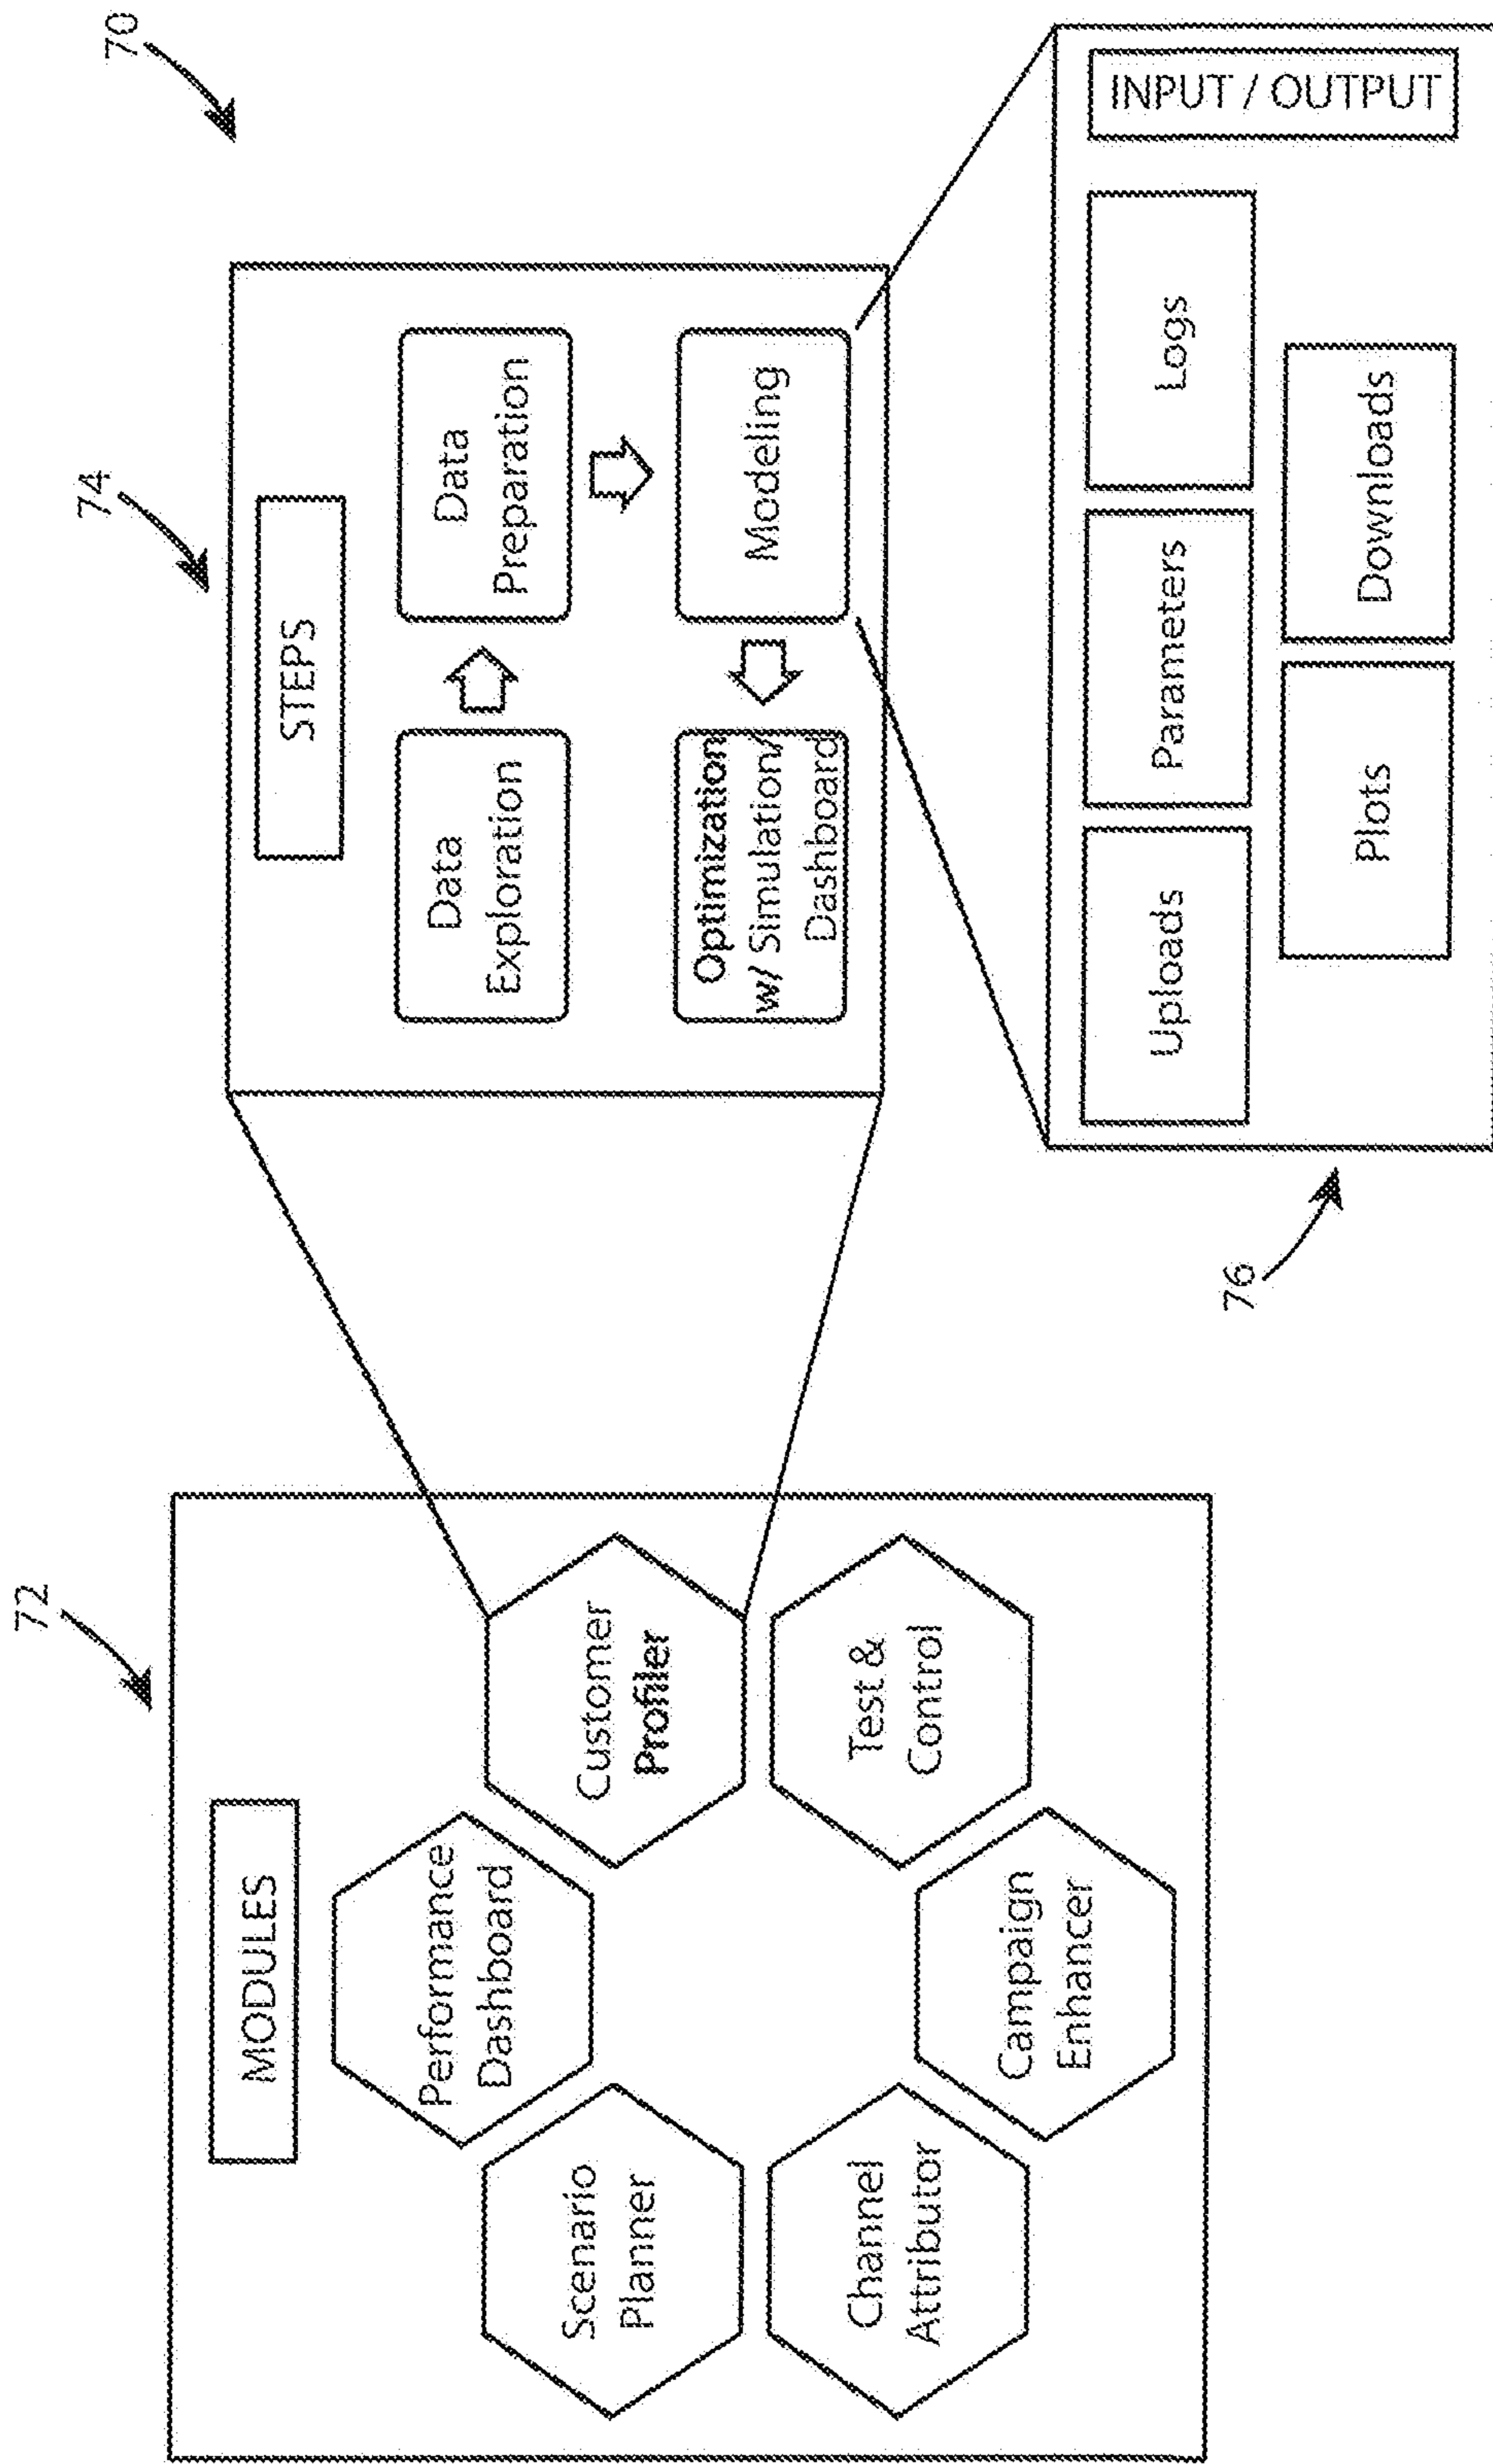 70
72
MODULES
Performance
Dashboard
Scenario
Planner
Customer
Profiler
Channel
Attributor
Test &
Control
Campaign
Enhancer
74
STEPS
Data
Exploration
Data
Preparation
Optimization
w/ Simulation/
Dashboard
Modeling
76
Uploads
Parameters
Logs
INPUT / OUTPUT
Plots
Downloads